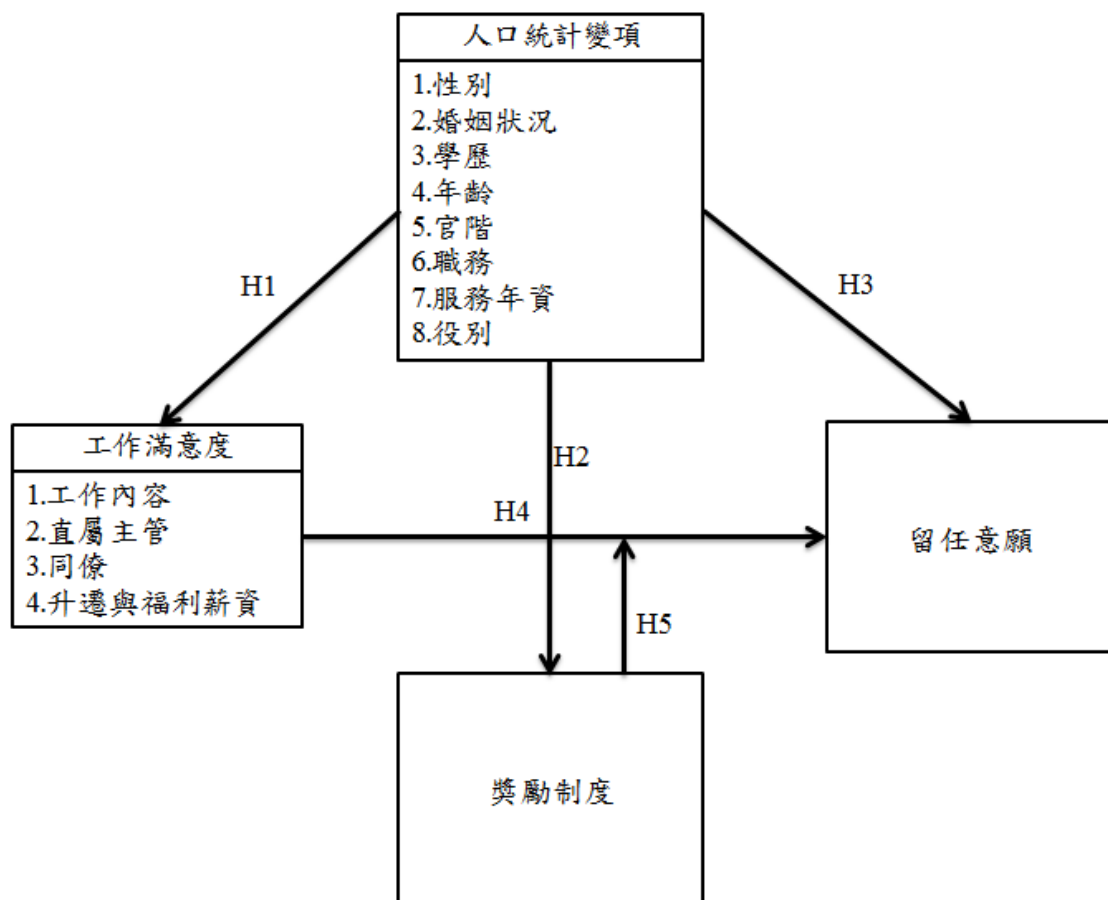 人口統計變項
1.性別
2.婚姻狀況
3.學歷
4.年齡
5.官階
6.職務
7.服務年資
8.役別
H1
H3
工作滿意度
1.工作內容
2.直屬主管
3.同僚
4.升遷與福利薪資
H2
H4
留任意願
H5
獎勵制度